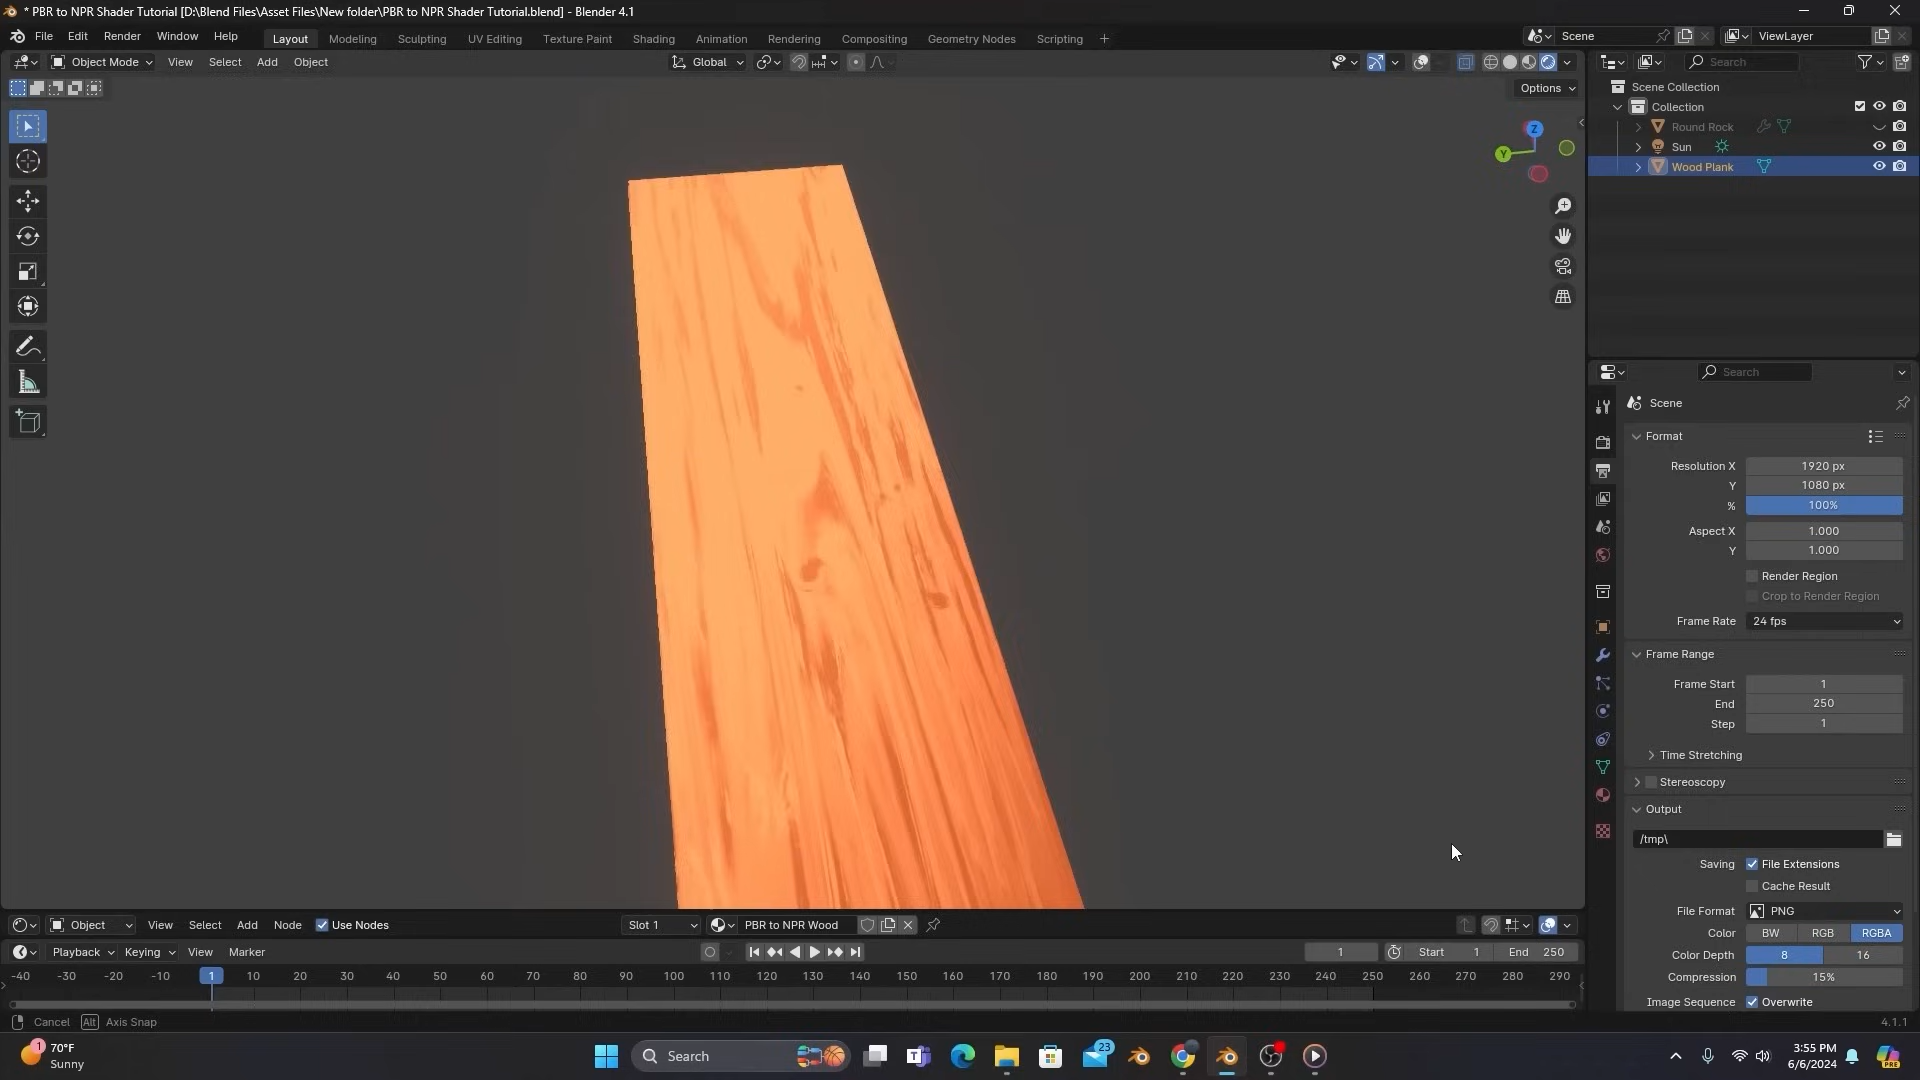 * PBR to NPR Shader Tutorial [D:\Blend Files\Asset Files\New folder\PBR to NPR Shader Tutorial.blend] - Blender 4.1
File Edit Render Window Help Layout Modeling Sculpting UV Editing Texture Paint Shading Animation Rendering Compositing Geometry Nodes Scripting + Scene ViewLayer
Object Mode View Select Add Object Global Search
Options
Scene Collection
Collection
Round Rock
Sun
Wood Plank
Z
Y
Search
Scene
Format
Resolution X 1920 px
Y 1080 px
% 100%
Aspect X 1.000
Y 1.000
Render Region
Crop to Render Region
Frame Rate 24 fps
Frame Range
Frame Start 1
End 250
Step 1
Time Stretching
Stereoscopy
Output
/tmp\
Saving File Extensions
Cache Result
File Format PNG
Color BW RGB RGBA
Color Depth 8 16
Compression 15%
Image Sequence Overwrite
Object View Select Add Node Use Nodes Slot 1 PBR to NPR Wood
Playback Keying View Marker 1 Start 1 End 250
-40 -30 -20 -10 1 10 20 30 40 50 60 70 80 90 100 110 120 130 140 150 160 170 180 190 200 210 220 230 240 250 260 270 280 290
Cancel Alt Axis Snap 4.1.1
1 70°F
Sunny
Search
23
3:55 PM
6/6/2024
PRE